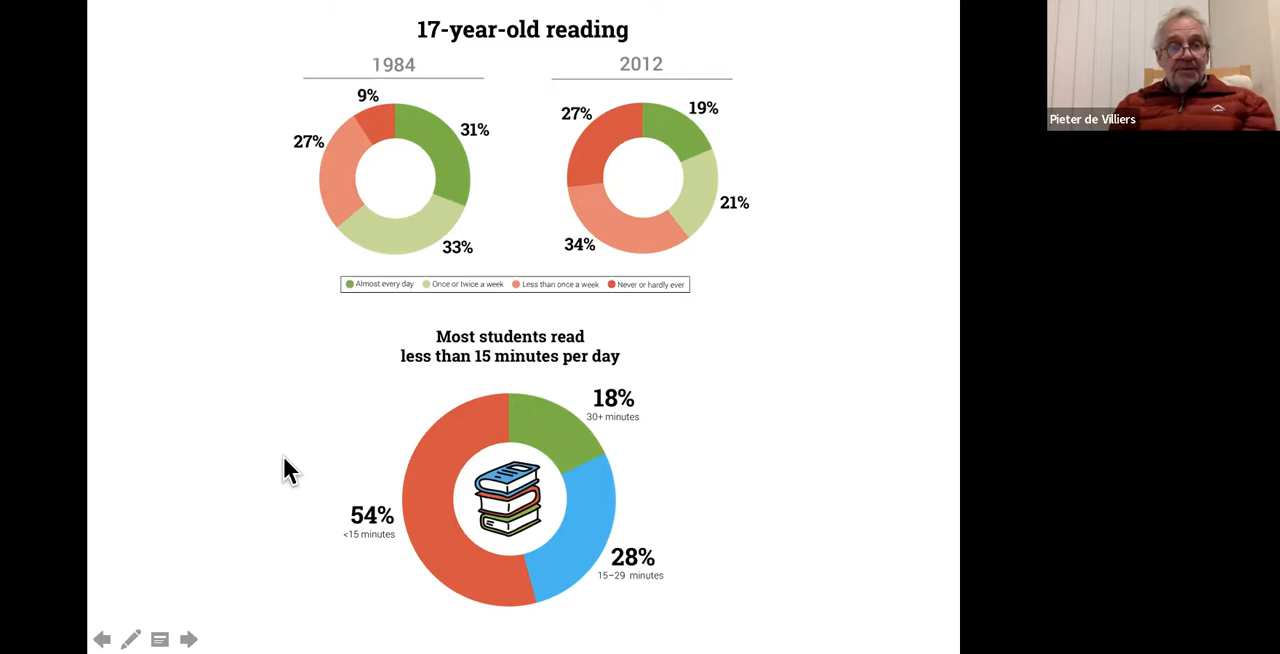 17-year-old reading
1984
2012
9%
31%
27%
33%
27%
19%
21%
34%
Almost every day
Once or twice a week
Less than once a week
Never or hardly ever
Most students read
less than 15 minutes per day
18%
30+ minutes
54%
<15 minutes
28%
15–29 minutes
Pieter de Villiers